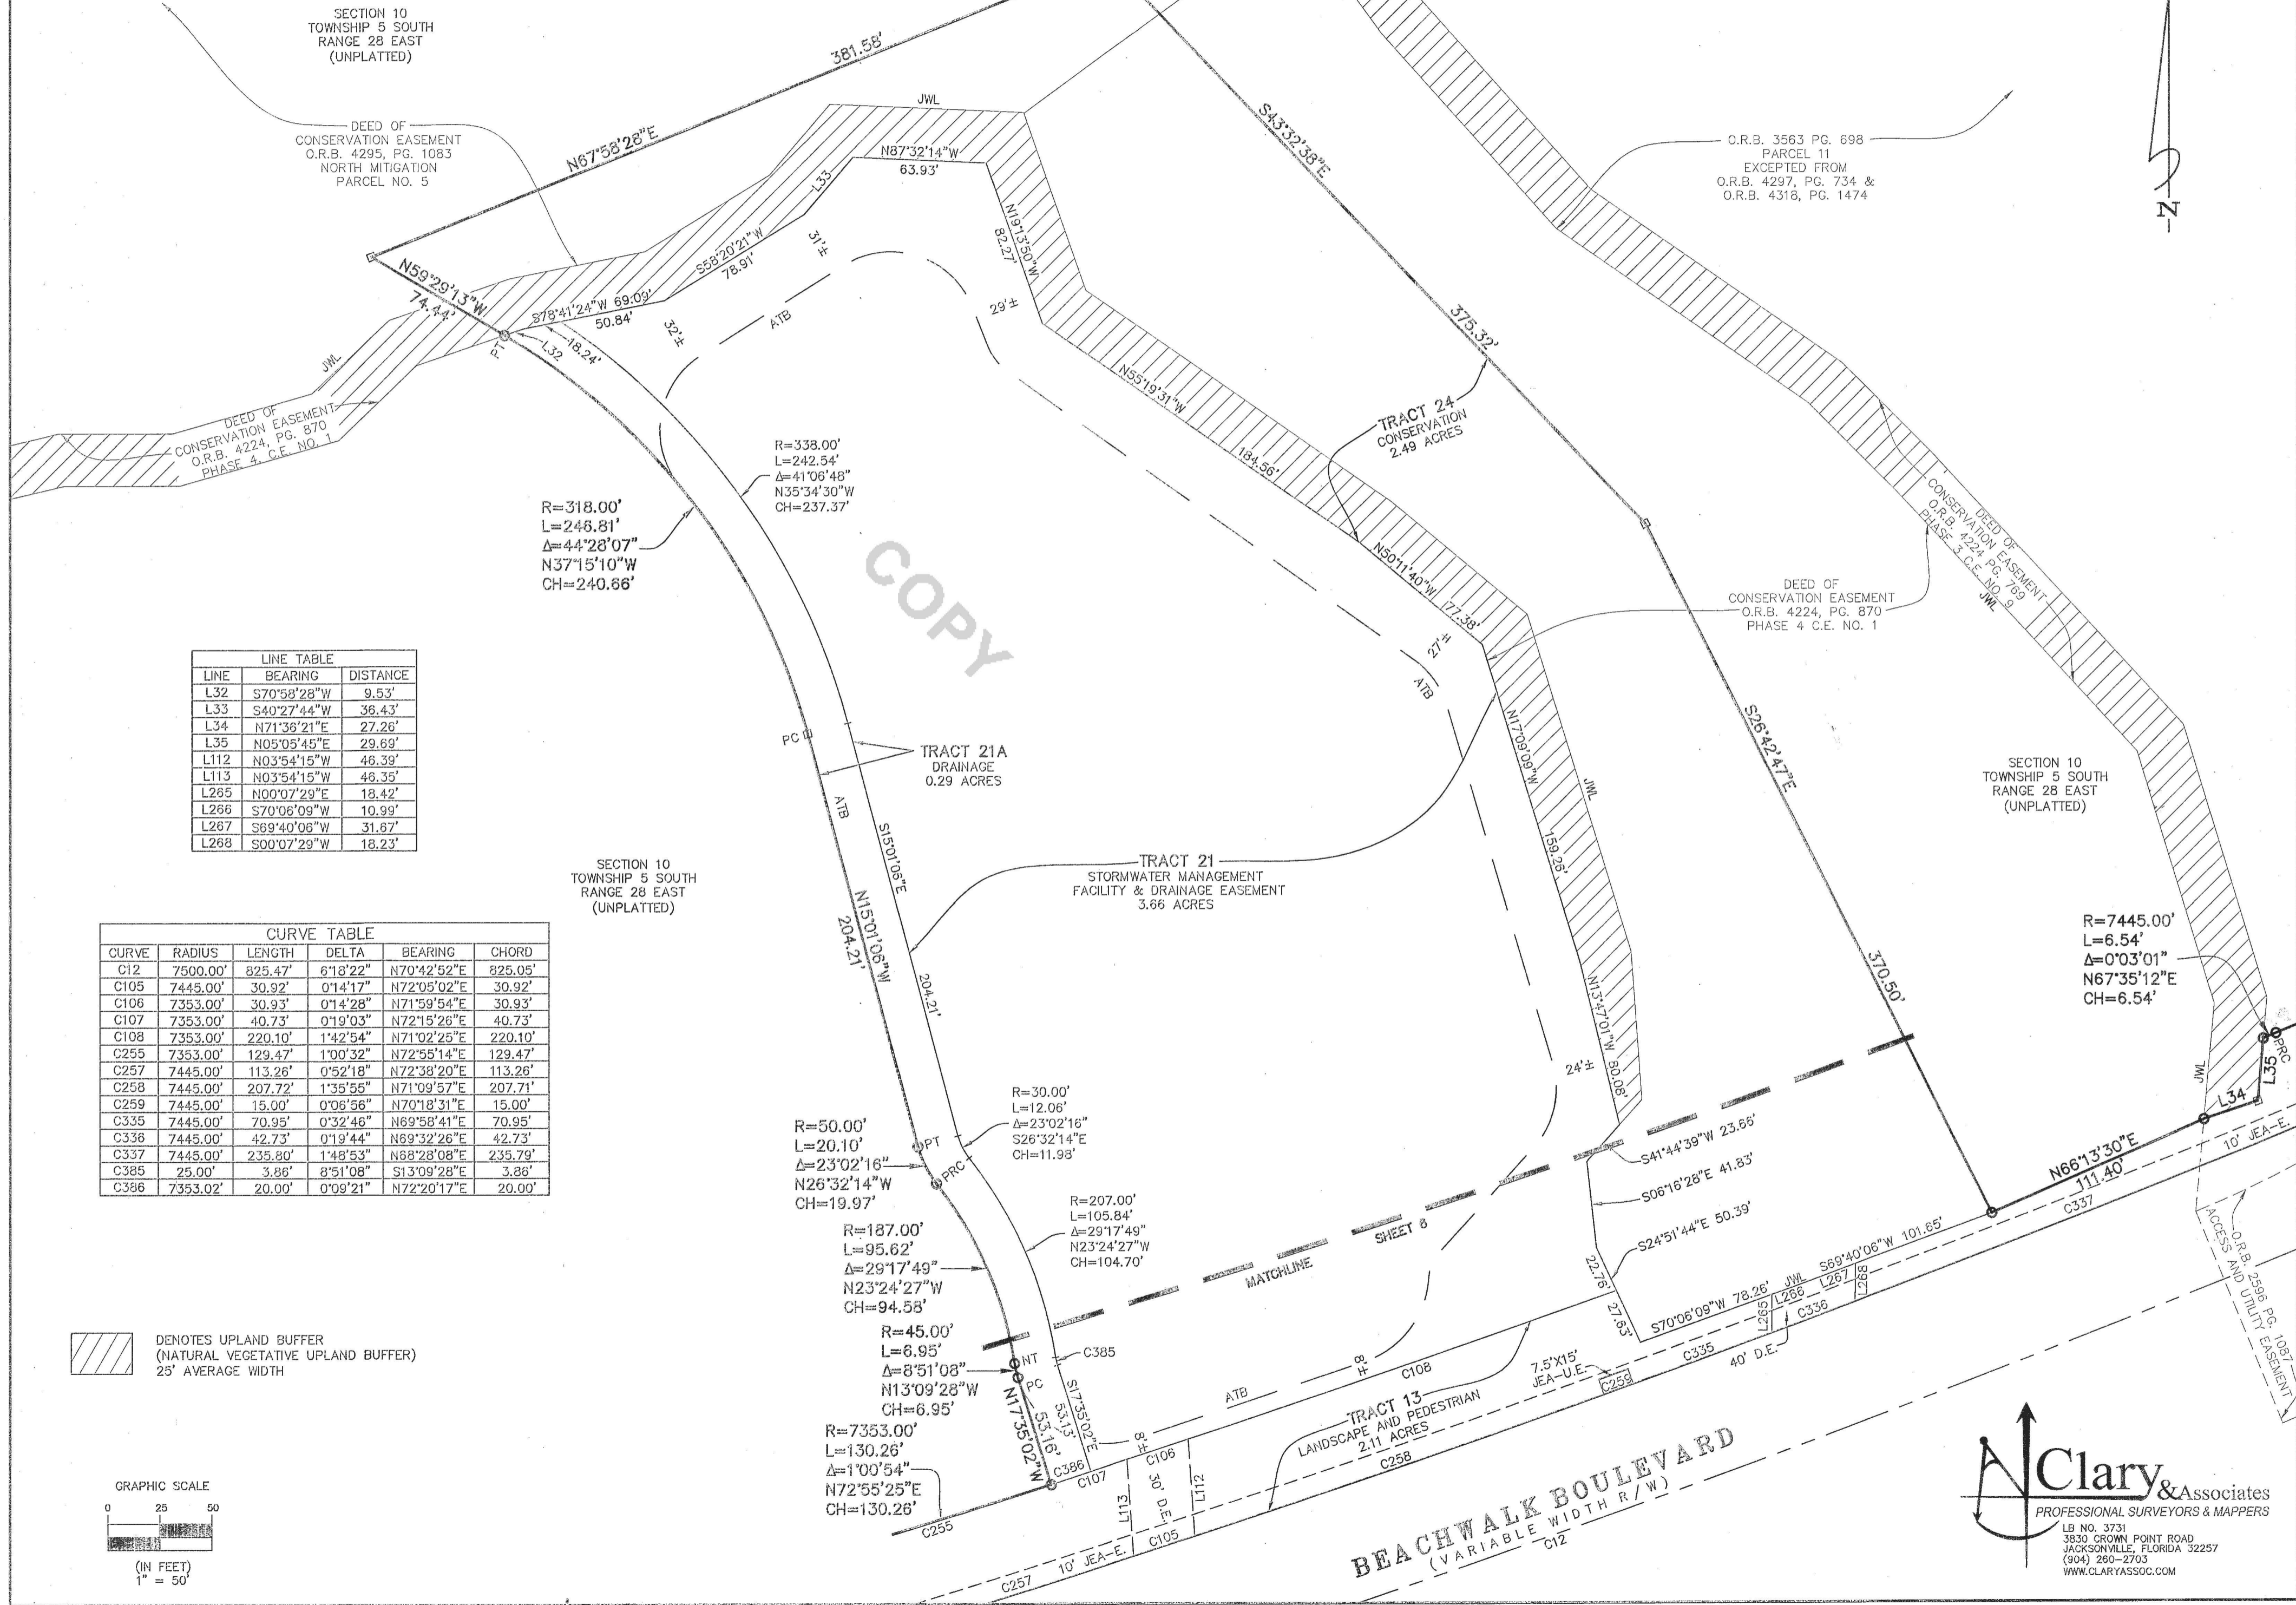 SECTION 10
TOWNSHIP 5 SOUTH
RANGE 28 EAST
(UNPLATTED)
381.58'
N67°58'28"E
DEED OF
CONSERVATION EASEMENT
O.R.B. 4295, PG. 1083
NORTH MITIGATION
PARCEL NO. 5
JWL
N87°32'14"W
63.93'
L33
N19°13'50"W
82.27'
S58°20'21"W
78.91'
31'±
S43°32'38"E
375.32'
O.R.B. 3563 PG. 698
PARCEL 11
EXCEPTED FROM
O.R.B. 4297, PG. 734 &
O.R.B. 4318, PG. 1474
N
N59°29'13"W
74.44'
S78°41'24"W 69.09'
50.84'
PT
L32
18.24'
32'±
ATB
29'±
JWL
DEED OF
CONSERVATION EASEMENT
O.R.B. 4224, PG. 870
PHASE 4, C.E. NO. 1
N55°19'31"W
184.56'
TRACT 24
CONSERVATION
2.49 ACRES
R=338.00'
L=242.54'
Δ=41°06'48"
N35°34'30"W
CH=237.37'
R=318.00'
L=246.81'
Δ=44°28'07"
N37°15'10"W
CH=240.66'
COPY
N50°11'40"W
77.38'
27'±
ATB
DEED OF
CONSERVATION EASEMENT
O.R.B. 4224 PG. 769
PHASE 3 C.E. NO. 9
JWL
DEED OF
CONSERVATION EASEMENT
O.R.B. 4224, PG. 870
PHASE 4 C.E. NO. 1
LINE TABLE
LINE BEARING DISTANCE
L32 S70°58'28"W 9.53'
L33 S40°27'44"W 36.43'
L34 N71°36'21"E 27.26'
L35 N05°05'45"E 29.69'
L112 N03°54'15"W 46.39'
L113 N03°54'15"W 46.35'
L265 N00°07'29"E 18.42'
L266 S70°06'09"W 10.99'
L267 S69°40'06"W 31.67'
L268 S00°07'29"W 18.23'
PC
TRACT 21A
DRAINAGE
0.29 ACRES
ATB
S15°01'06"E
204.21'
N15°01'06"W
204.21'
N17°09'09"W
159.26'
JWL
S26°42'47"E
370.50'
SECTION 10
TOWNSHIP 5 SOUTH
RANGE 28 EAST
(UNPLATTED)
SECTION 10
TOWNSHIP 5 SOUTH
RANGE 28 EAST
(UNPLATTED)
TRACT 21
STORMWATER MANAGEMENT
FACILITY & DRAINAGE EASEMENT
3.66 ACRES
R=7445.00'
L=6.54'
Δ=0°03'01"
N67°35'12"E
CH=6.54'
CURVE TABLE
CURVE RADIUS LENGTH DELTA BEARING CHORD
C12 7500.00' 825.47' 6°18'22" N70°42'52"E 825.05'
C105 7445.00' 30.92' 0°14'17" N72°05'02"E 30.92'
C106 7353.00' 30.93' 0°14'28" N71°59'54"E 30.93'
C107 7353.00' 40.73' 0°19'03" N72°15'26"E 40.73'
C108 7353.00' 220.10' 1°42'54" N71°02'25"E 220.10'
C255 7353.00' 129.47' 1°00'32" N72°55'14"E 129.47'
C257 7445.00' 113.26' 0°52'18" N72°38'20"E 113.26'
C258 7445.00' 207.72' 1°35'55" N71°09'57"E 207.71'
C259 7445.00' 15.00' 0°06'56" N70°18'31"E 15.00'
C335 7445.00' 70.95' 0°32'46" N69°58'41"E 70.95'
C336 7445.00' 42.73' 0°19'44" N69°32'26"E 42.73'
C337 7445.00' 235.80' 1°48'53" N68°28'08"E 235.79'
C385 25.00' 3.86' 8°51'08" S13°09'28"E 3.86'
C386 7353.02' 20.00' 0°09'21" N72°20'17"E 20.00'
N13°47'01"W 80.08'
24'±
PRC
L35
JWL
L34
R=30.00'
L=12.06'
Δ=23°02'16"
S26°32'14"E
CH=11.98'
R=50.00'
L=20.10'
Δ=23°02'16"
N26°32'14"W
CH=19.97'
PT
PRC
R=207.00'
L=105.84'
Δ=29°17'49"
N23°24'27"W
CH=104.70'
R=187.00'
L=95.62'
Δ=29°17'49"
N23°24'27"W
CH=94.58'
S41°44'39"W 23.66'
S06°16'28"E 41.83'
S24°51'44"E 50.39'
22.76'
27.63'
N66°13'30"E
111.40'
10' JEA-E.
C337
MATCHLINE
SHEET 6
S69°40'06"W 101.65'
JWL
L267
L268
S70°06'09"W 78.26'
L266
L265
C336
O.R.B. 2596 PG. 1087
ACCESS AND UTILITY EASEMENT
R=45.00'
L=6.95'
Δ=8°51'08"
N13°09'28"W
CH=6.95'
NT
PC
C385
S17°35'02"E
53.13'
N17°35'02"W
53.16'
8'±
C108
7.5'X15'
JEA-U.E.
C259
C335
40' D.E.
ATB
TRACT 13
LANDSCAPE AND PEDESTRIAN
2.11 ACRES
DENOTES UPLAND BUFFER
(NATURAL VEGETATIVE UPLAND BUFFER)
25' AVERAGE WIDTH
R=7353.00'
L=130.26'
Δ=1°00'54"
N72°55'25"E
CH=130.26'
8'±
C386
C107
C106
L113
30' D.E.
L112
C258
C255
C105
10' JEA-E.
C257
BEACHWALK BOULEVARD
(VARIABLE WIDTH R/W)
C12
GRAPHIC SCALE
0 25 50
(IN FEET)
1" = 50'
Clary & Associates
PROFESSIONAL SURVEYORS & MAPPERS
LB NO. 3731
3830 CROWN POINT ROAD
JACKSONVILLE, FLORIDA 32257
(904) 260-2703
WWW.CLARYASSOC.COM